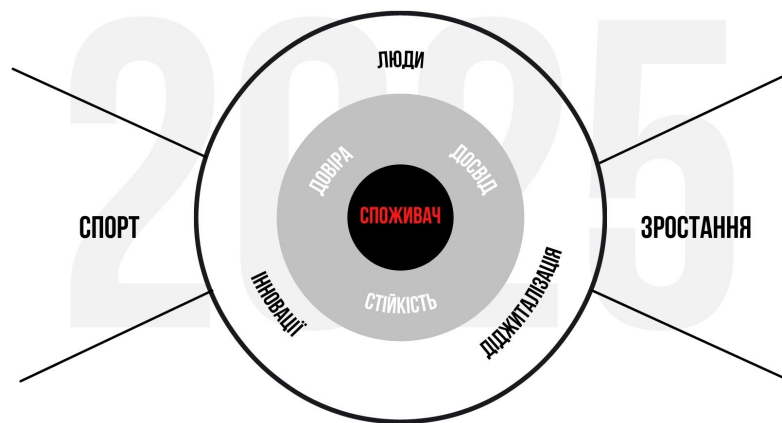 2025
ЛЮДИ
ДОВІРА
ДОСВІД
СПОЖИВАЧ
СПОРТ
ЗРОСТАННЯ
ІННОВАЦІЇ
СТІЙКІСТЬ
ДІДЖИТАЛІЗАЦІЯ